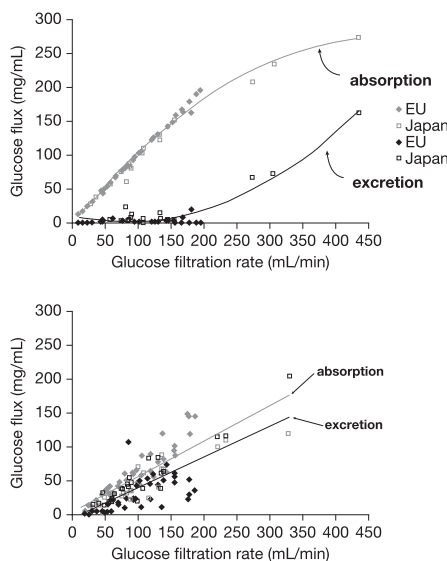 300
250
200
150
100
50
0
Glucose flux (mg/mL)
absorption
EU
Japan
EU
Japan
excretion
0 50 100 150 200 250 300 350 400 450
Glucose filtration rate (mL/min)
300
250
200
150
100
50
0
Glucose flux (mg/mL)
absorption
excretion
0 50 100 150 200 250 300 350 400 450
Glucose filtration rate (mL/min)